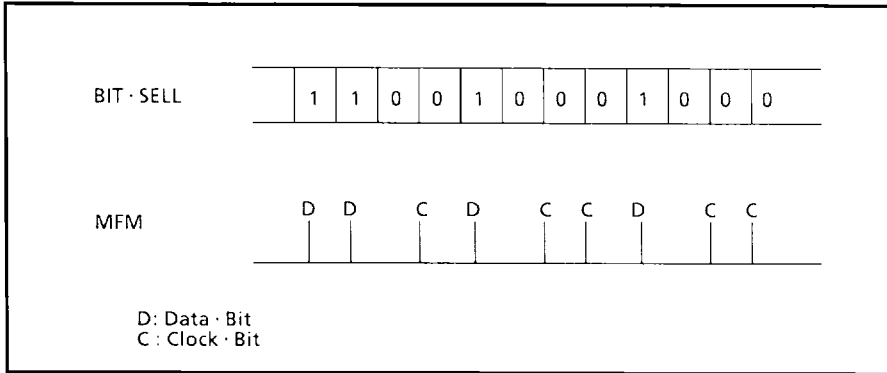 BIT · SELL 1 1 0 0 1 0 0 0 1 0 0 0
D D C D C C D C C
MFM
D: Data · Bit
C : Clock · Bit